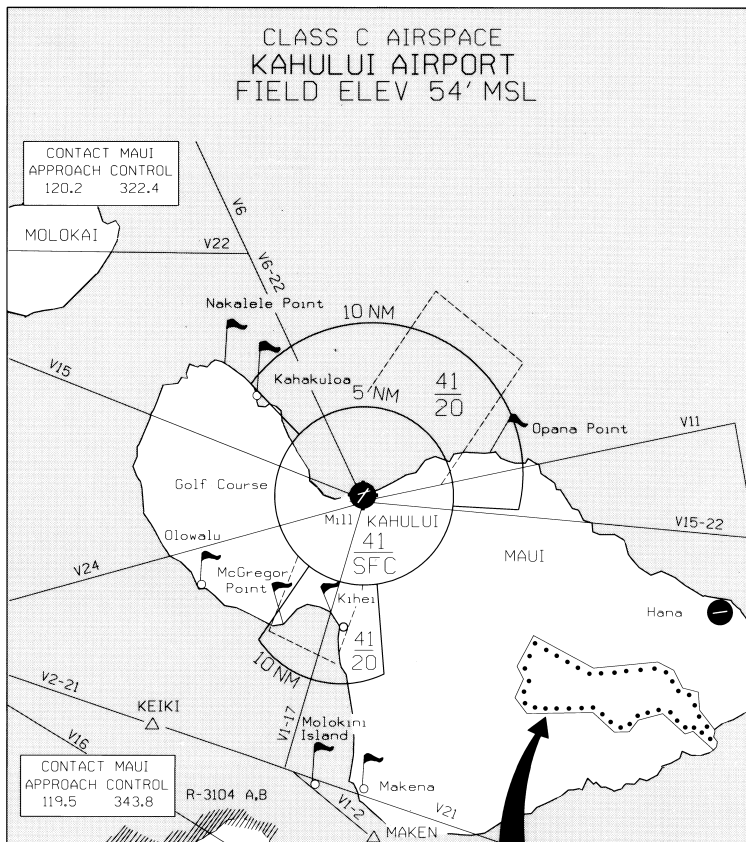 CLASS C AIRSPACE
KAHULUI AIRPORT
FIELD ELEV 54' MSL
CONTACT MAUI
APPROACH CONTROL
120.2 322.4
MOLOKAI
V6
V22
V6-22
Nakalele Point
10 NM
V15
Kahakuloa
5 NM
41
20
Opana Point
V11
Golf Course
Mill
KAHULUI
V15-22
41
SFC
Olowalu
MAUI
V24
McGregor
Point
Kihei
Hana
41
20
10 NM
V2-21
KEIKI
V16
V1-17
Molokini
Island
CONTACT MAUI
APPROACH CONTROL
119.5 343.8
R-3104 A,B
Makena
V1-2
V21
MAKEN